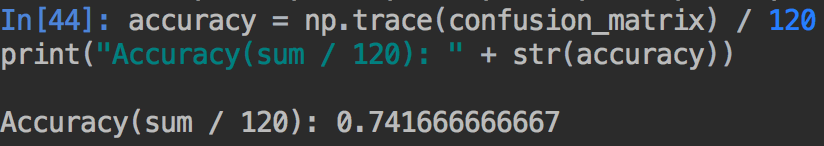 In[44]: accuracy = np.trace(confusion_matrix) / 120
print("Accuracy(sum / 120): " + str(accuracy))
Accuracy(sum / 120): 0.741666666667